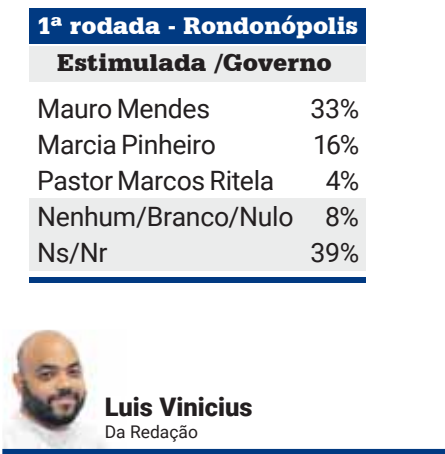 1ª rodada - Rondonópolis
Estimulada /Governo
Mauro Mendes 33%
Marcia Pinheiro 16%
Pastor Marcos Ritela 4%
Nenhum/Branco/Nulo 8%
Ns/Nr 39%
Luis Vinicius
Da Redação